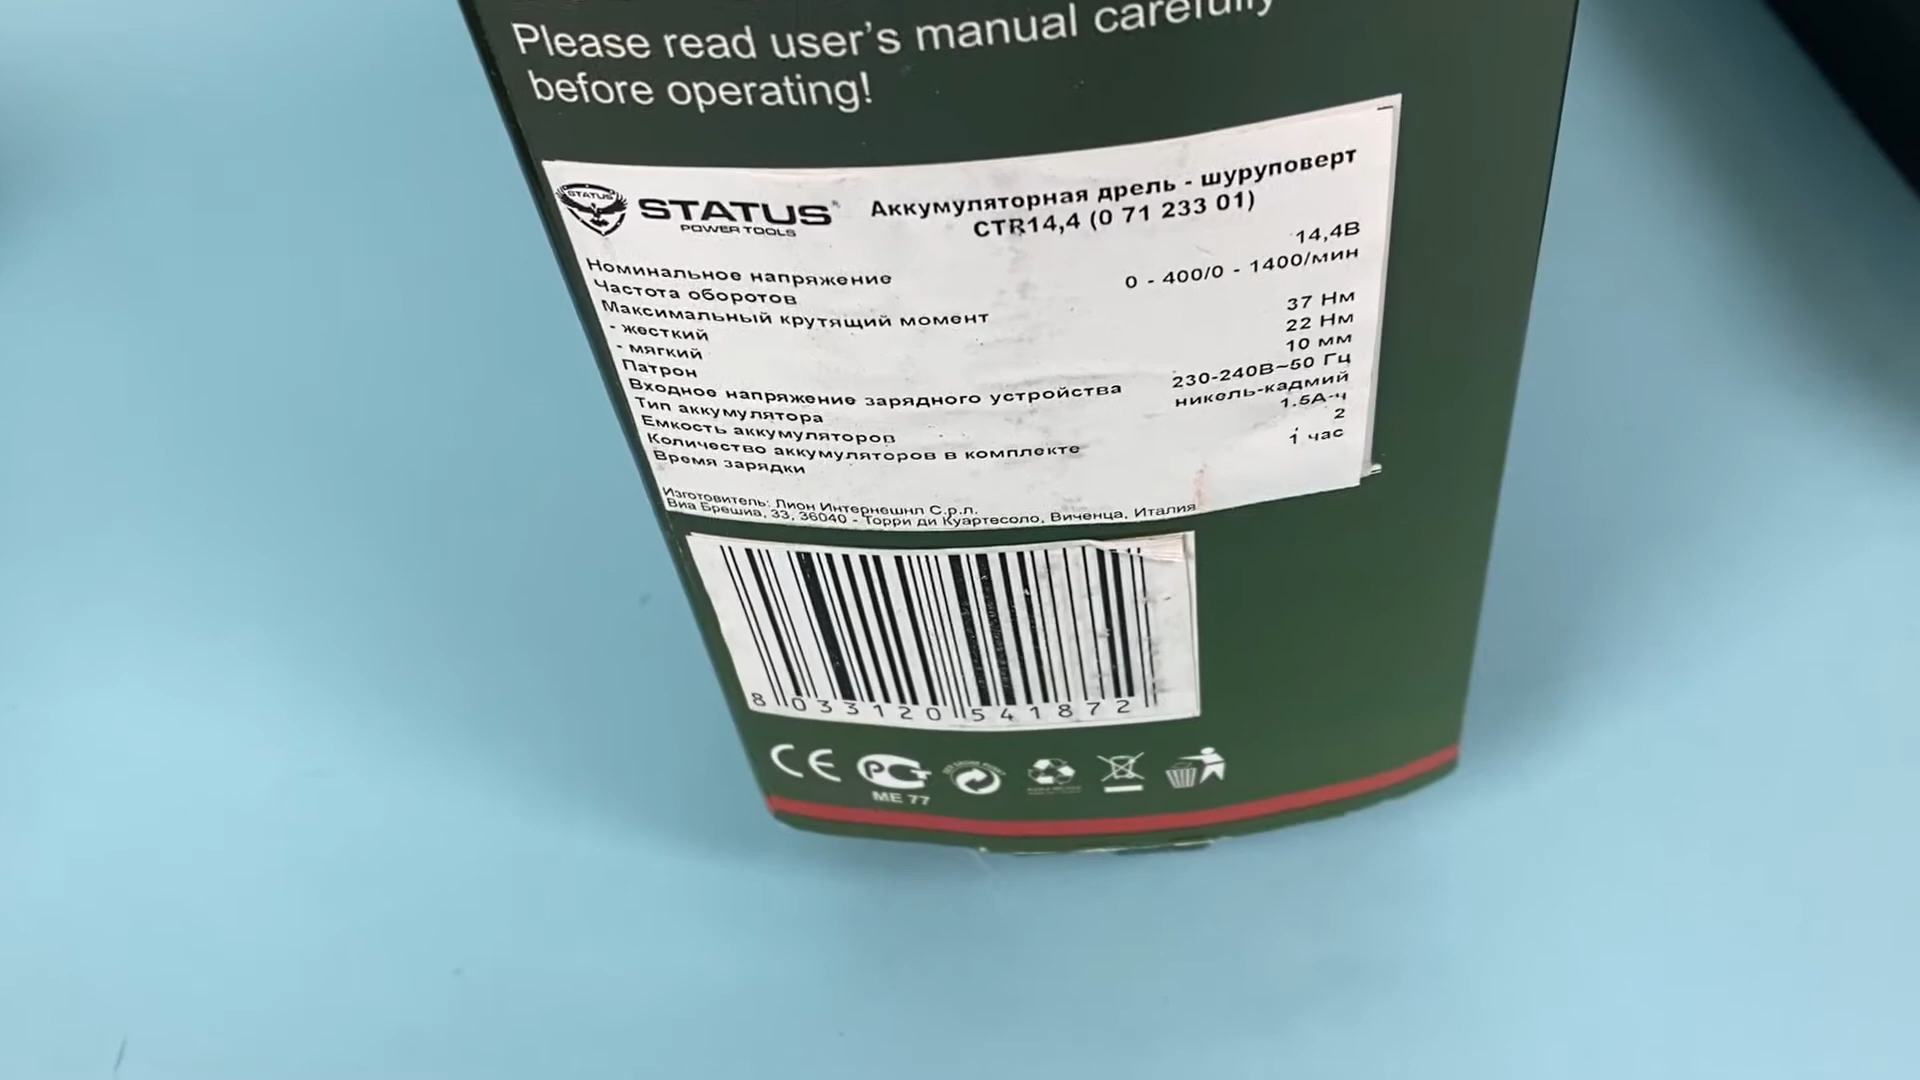 Please read user's manual carefully
before operating!
STATUS
STATUS
POWER TOOLS
Аккумуляторная дрель - шуруповерт
CTR14,4 (0 71 233 01)
Номинальное напряжение 14,4В
Частота оборотов 0 - 400/0 - 1400/мин
Максимальный крутящий момент
- жесткий 37 Нм
- мягкий 22 Нм
Патрон 10 мм
Входное напряжение зарядного устройства 230-240В~50 Гц
Тип аккумулятора никель-кадмий
Емкость аккумуляторов 1.5А-ч
Количество аккумуляторов в комплекте 2
Время зарядки 1 час
Изготовитель: Лион Интернешнл С.р.л.
Виа Брешиа, 33, 36040 - Торри ди Куартесоло, Виченца, Италия
8 033120 541872
CE
РСТ
ME 77